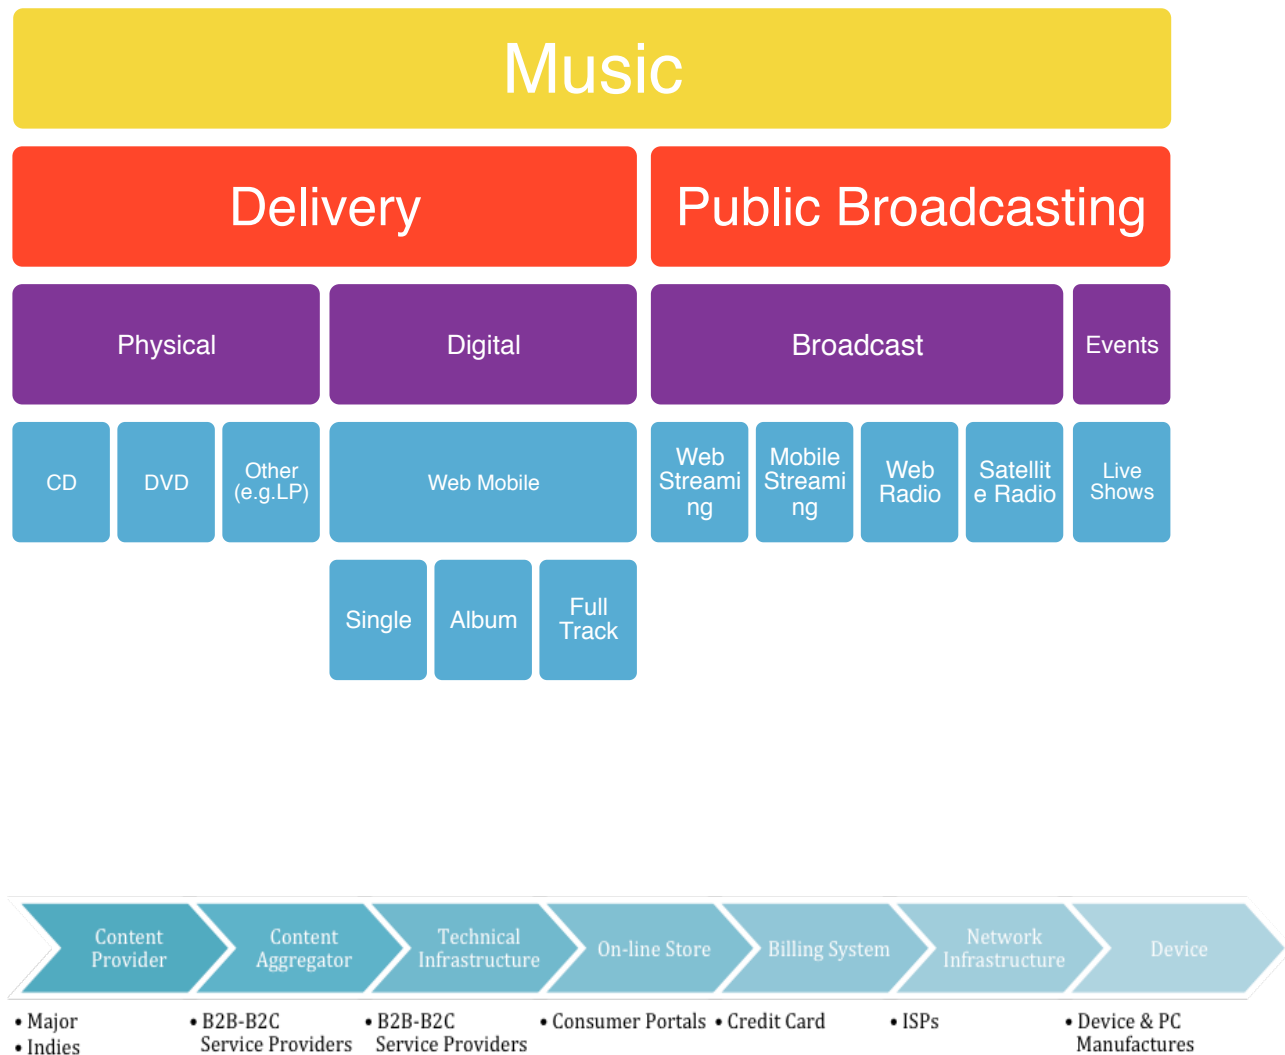 Music
Delivery
Public Broadcasting
Physical
Digital
Broadcast
Events
CD
DVD
Other
(e.g.LP)
Web Mobile
Web
Streami
ng
Mobile
Streami
ng
Web
Radio
Satellit
e Radio
Live
Shows
Single
Album
Full
Track
Content
Provider
Content
Aggregator
Technical
Infrastructure
On-line Store
Billing System
Network
Infrastructure
Device
• Major
• Indies
• B2B-B2C
Service Providers
• B2B-B2C
Service Providers
• Consumer Portals
• Credit Card
• ISPs
• Device & PC
Manufactures